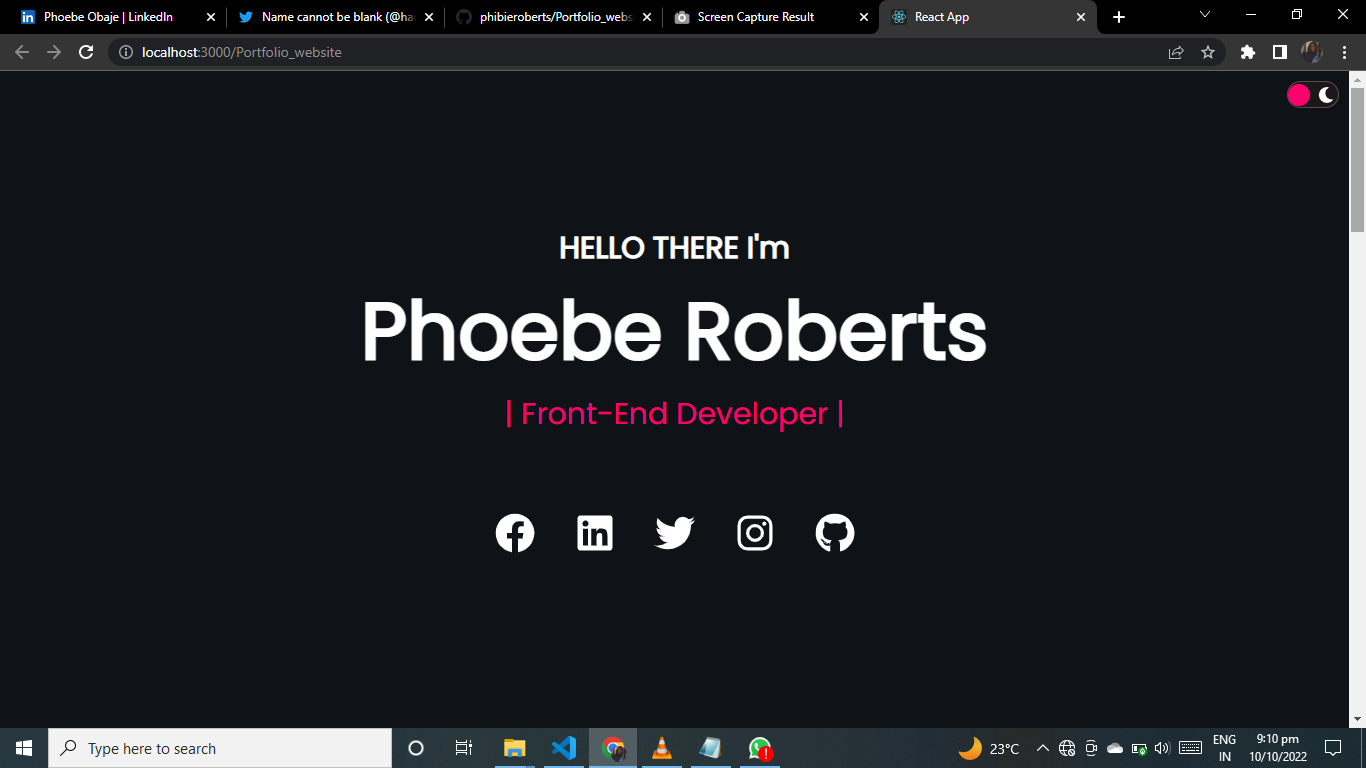 Phoebe Obaje | LinkedIn
Name cannot be blank (@ha
phibieroberts/Portfolio_webs
Screen Capture Result
React App
localhost:3000/Portfolio_website
HELLO THERE I'm
Phoebe Roberts
| Front-End Developer |
Type here to search
23°C
ENG
IN
9:10 pm
10/10/2022